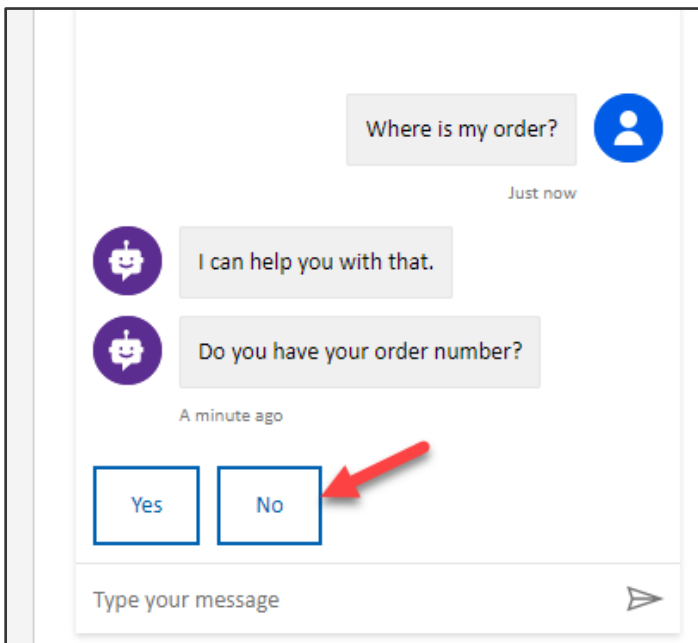 Where is my order?
Just now
I can help you with that.
Do you have your order number?
A minute ago
Yes
No
Type your message